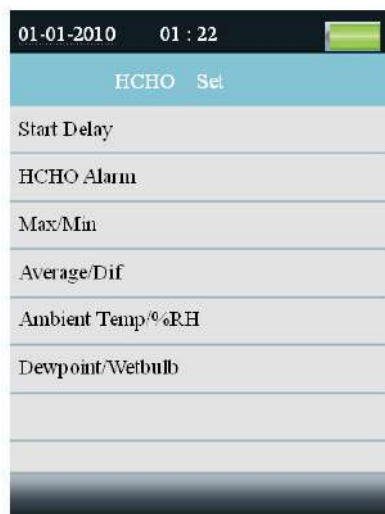 01-01-2010 01 : 22
HCHO Set
Start Delay
HCHO Alarm
Max/Min
Average/Dif
Ambient Temp/%RH
Dewpoint/Wetbulb